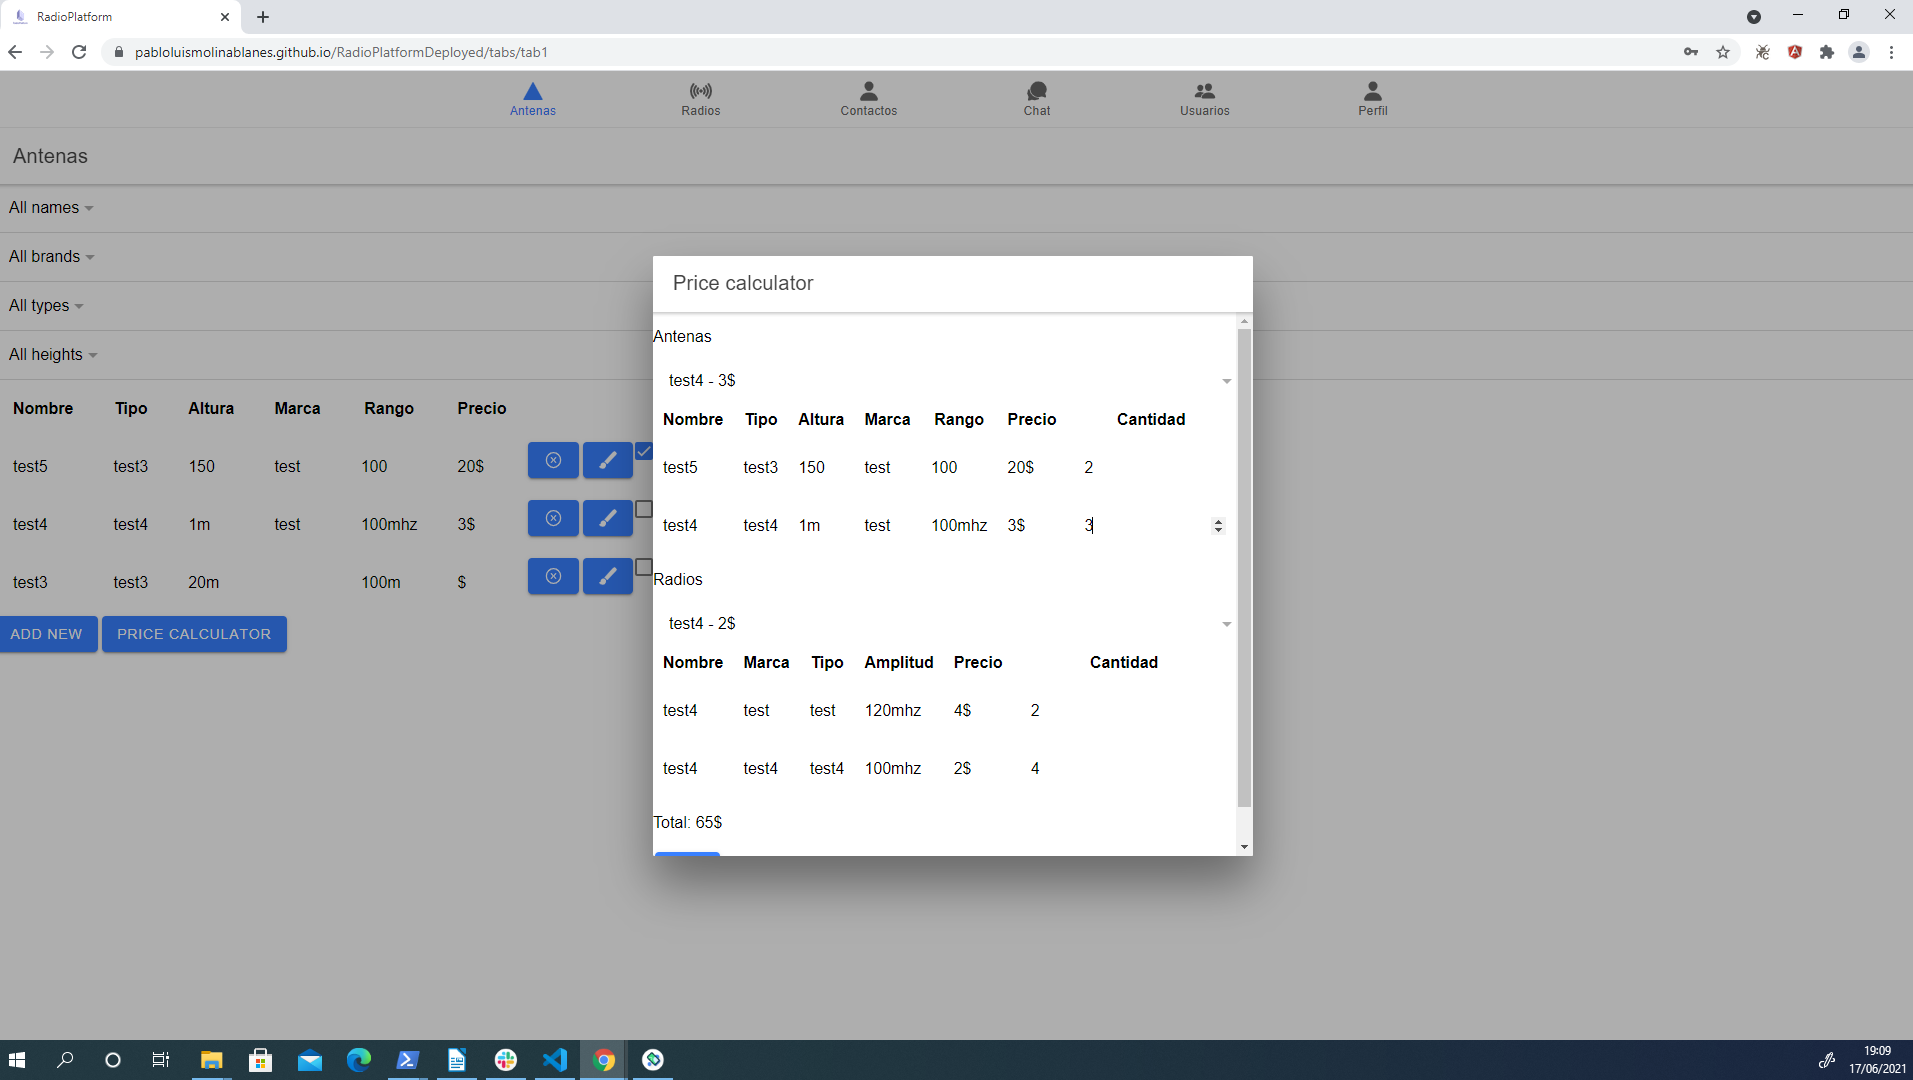 RadioPlatform
pabloluismolinablanes.github.io/RadioPlatformDeployed/tabs/tab1
Antenas Radios Contactos Chat Usuarios Perfil
Antenas
All names
All brands
All types
All heights
Nombre Tipo Altura Marca Rango Precio
test5 test3 150 test 100 20$
test4 test4 1m test 100mhz 3$
test3 test3 20m 100m $
ADD NEW PRICE CALCULATOR
Price calculator
Antenas
test4 - 3$
Nombre Tipo Altura Marca Rango Precio Cantidad
test5 test3 150 test 100 20$ 2
test4 test4 1m test 100mhz 3$ 3
Radios
test4 - 2$
Nombre Marca Tipo Amplitud Precio Cantidad
test4 test test 120mhz 4$ 2
test4 test4 test4 100mhz 2$ 4
Total: 65$
19:09
17/06/2021